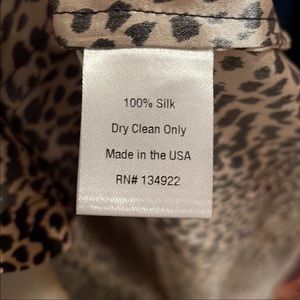 100% Silk
Dry Clean Only
Made in the USA
RN# 134922